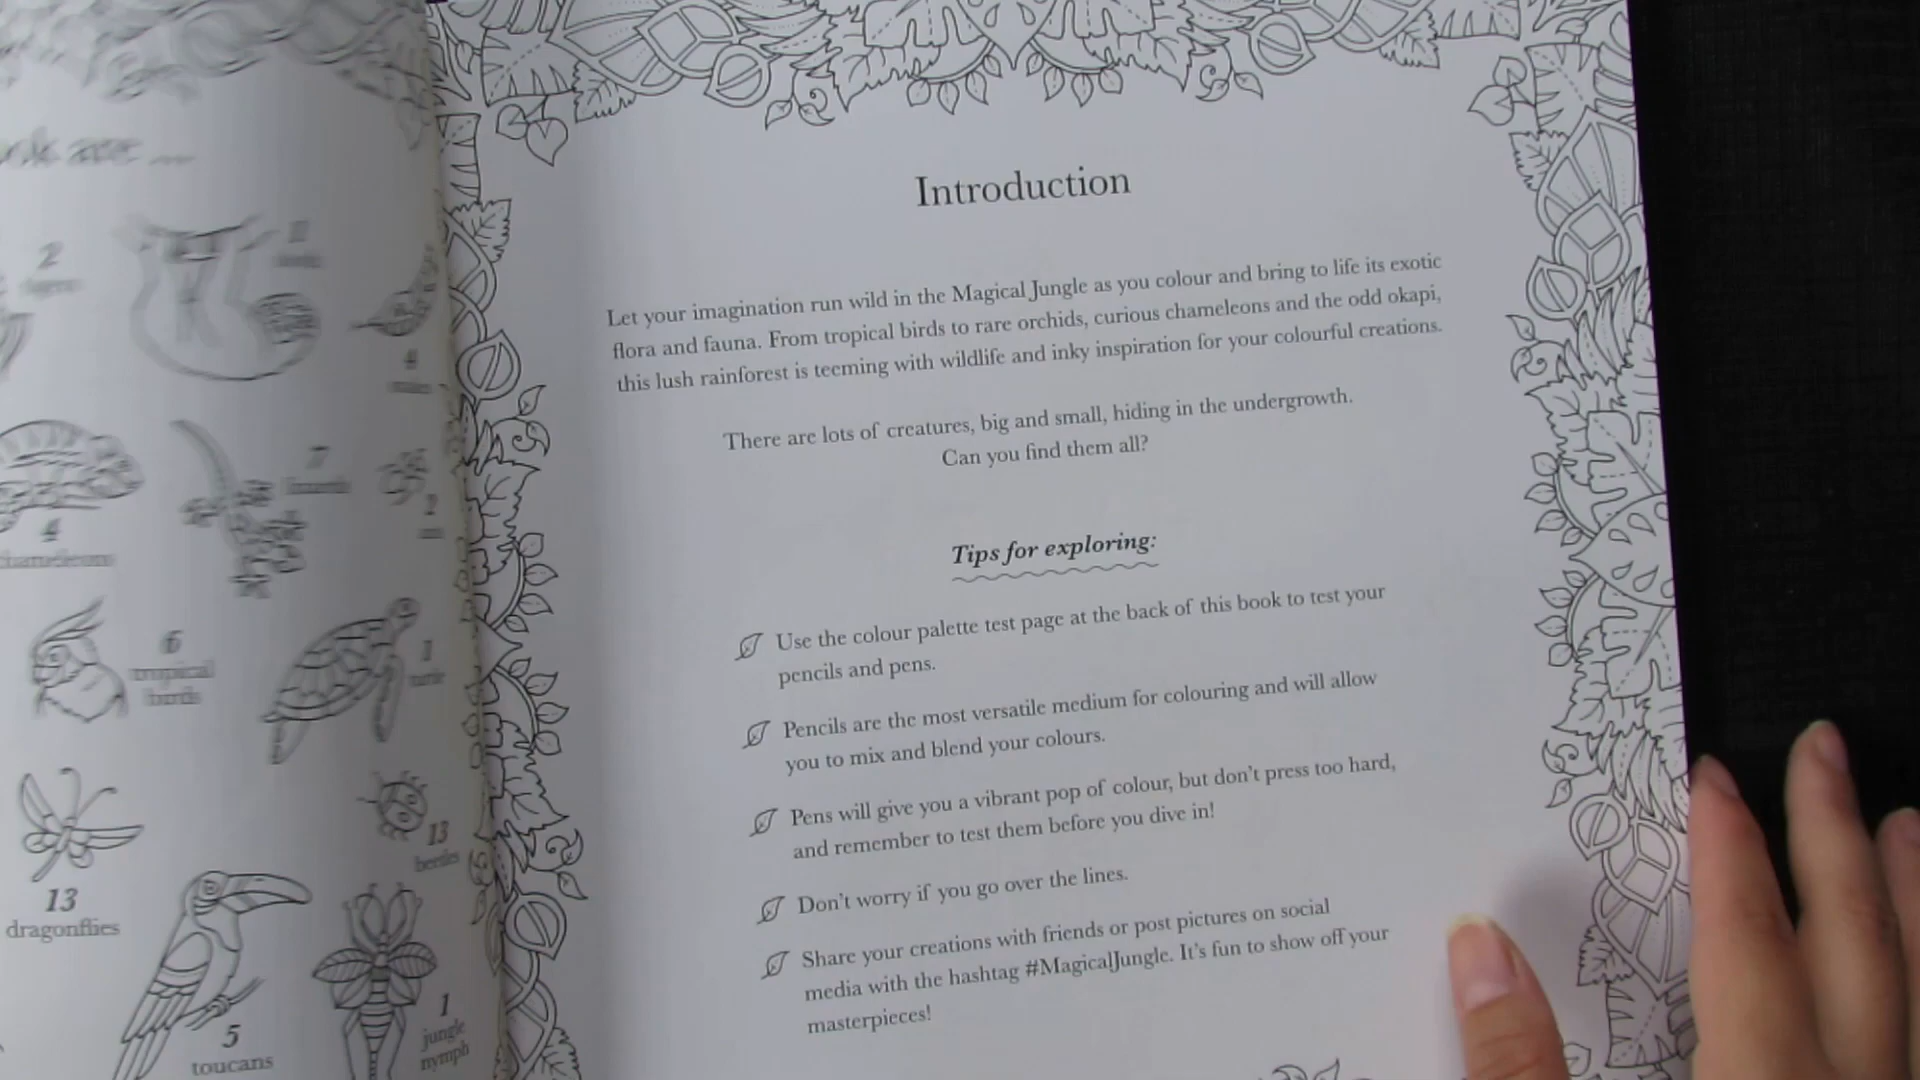 2
4
chameleons
7
2
6
tropical
birds
1
turtle
13
dragonflies
13
beetles
5
toucans
1
jungle
nymph
Introduction
Let your imagination run wild in the Magical Jungle as you colour and bring to life its exotic
flora and fauna. From tropical birds to rare orchids, curious chameleons and the odd okapi,
this lush rainforest is teeming with wildlife and inky inspiration for your colourful creations.
There are lots of creatures, big and small, hiding in the undergrowth.
Can you find them all?
Tips for exploring:
Use the colour palette test page at the back of this book to test your
pencils and pens.
Pencils are the most versatile medium for colouring and will allow
you to mix and blend your colours.
Pens will give you a vibrant pop of colour, but don't press too hard,
and remember to test them before you dive in!
Don't worry if you go over the lines.
Share your creations with friends or post pictures on social
media with the hashtag #MagicalJungle. It's fun to show off your
masterpieces!